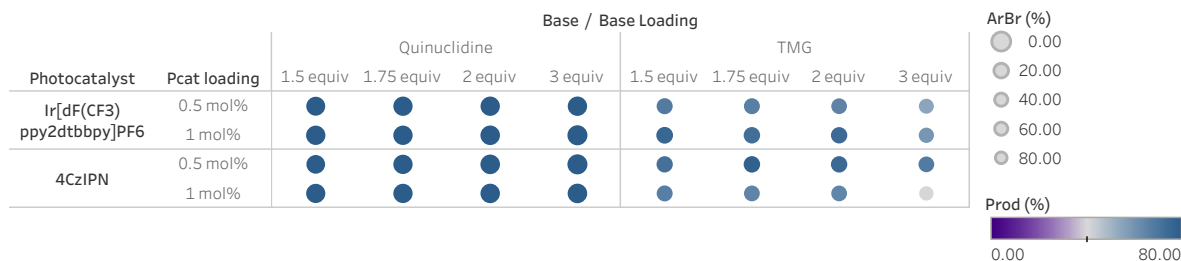 Base / Base Loading
Quinuclidine TMG
Photocatalyst Pcat loading 1.5 equiv 1.75 equiv 2 equiv 3 equiv 1.5 equiv 1.75 equiv 2 equiv 3 equiv
Ir[dF(CF3)
ppy2dtbbpy]PF6
0.5 mol%
1 mol%
4CzIPN
0.5 mol%
1 mol%
ArBr (%)
0.00
20.00
40.00
60.00
80.00
Prod (%)
0.00 80.00